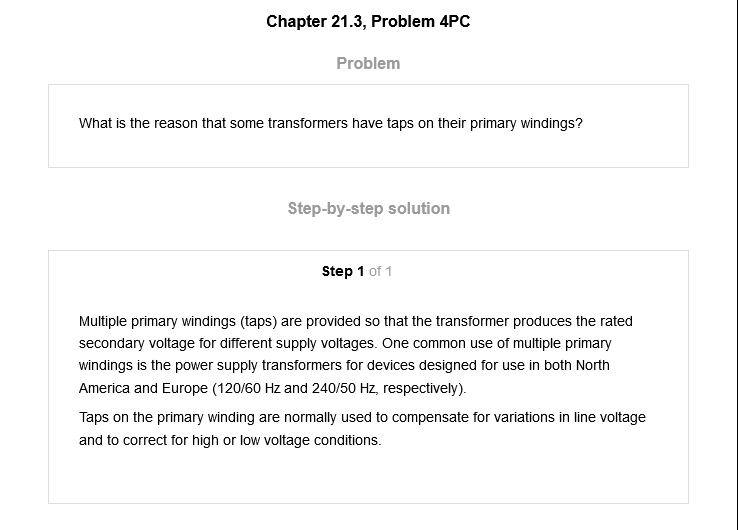 Chapter 21.3, Problem 4PC
Problem
What is the reason that some transformers have taps on their primary windings?
Step-by-step solution
Step 1 of 1
Multiple primary windings (taps) are provided so that the transformer produces the rated
secondary voltage for different supply voltages. One common use of multiple primary
windings is the power supply transformers for devices designed for use in both North
America and Europe (120/60 Hz and 240/50 Hz, respectively).
Taps on the primary winding are normally used to compensate for variations in line voltage
and to correct for high or low voltage conditions.